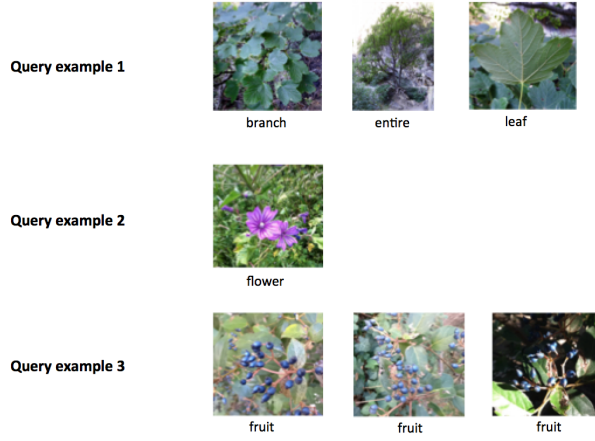 Query example 1
branch
entire
leaf
Query example 2
flower
Query example 3
fruit
fruit
fruit